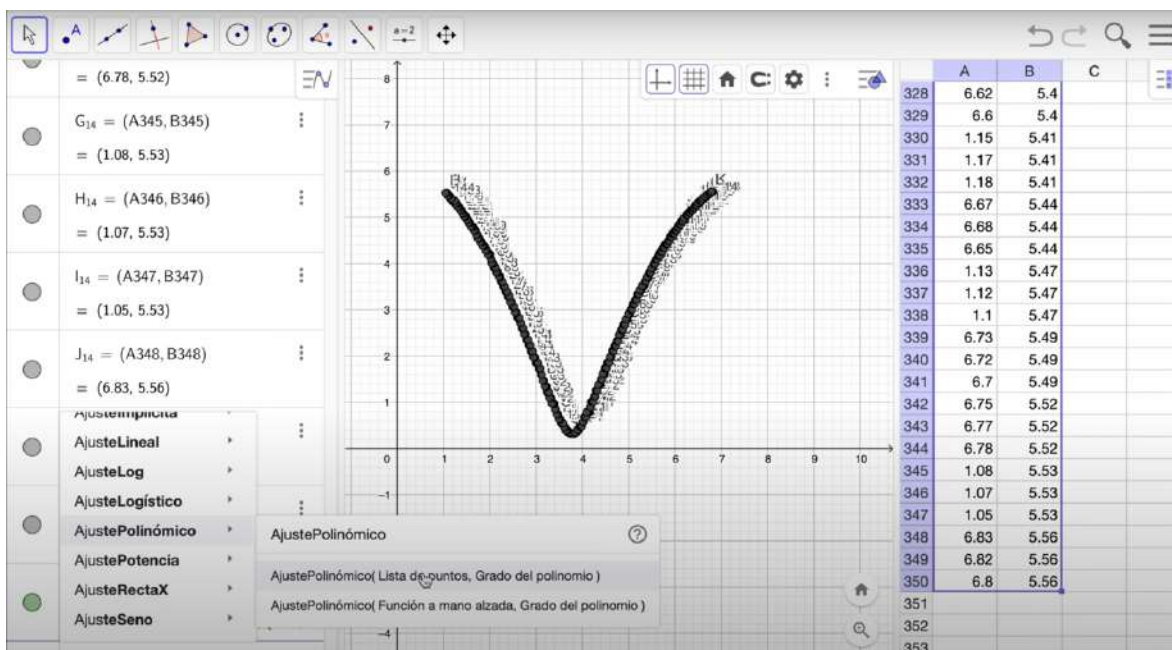 A
a=2
= (6.78, 5.52)
G₁₄ = (A345, B345)
= (1.08, 5.53)
H₁₄ = (A346, B346)
= (1.07, 5.53)
I₁₄ = (A347, B347)
= (1.05, 5.53)
J₁₄ = (A348, B348)
= (6.83, 5.56)
AjusteImplícita
AjusteLineal
AjusteLog
AjusteLogístico
AjustePolinómico
AjustePotencia
AjusteRectaX
AjusteSeno
AjustePolinómico
AjustePolinómico( Lista de puntos, Grado del polinomio )
AjustePolinómico( Función a mano alzada, Grado del polinomio )
8
7
6
5
4
3
2
1
0 1 2 3 4 5 6 7 8 9 10
−1
−4
A B C
328 6.62 5.4
329 6.6 5.4
330 1.15 5.41
331 1.17 5.41
332 1.18 5.41
333 6.67 5.44
334 6.68 5.44
335 6.65 5.44
336 1.13 5.47
337 1.12 5.47
338 1.1 5.47
339 6.73 5.49
340 6.72 5.49
341 6.7 5.49
342 6.75 5.52
343 6.77 5.52
344 6.78 5.52
345 1.08 5.53
346 1.07 5.53
347 1.05 5.53
348 6.83 5.56
349 6.82 5.56
350 6.8 5.56
351
352
353